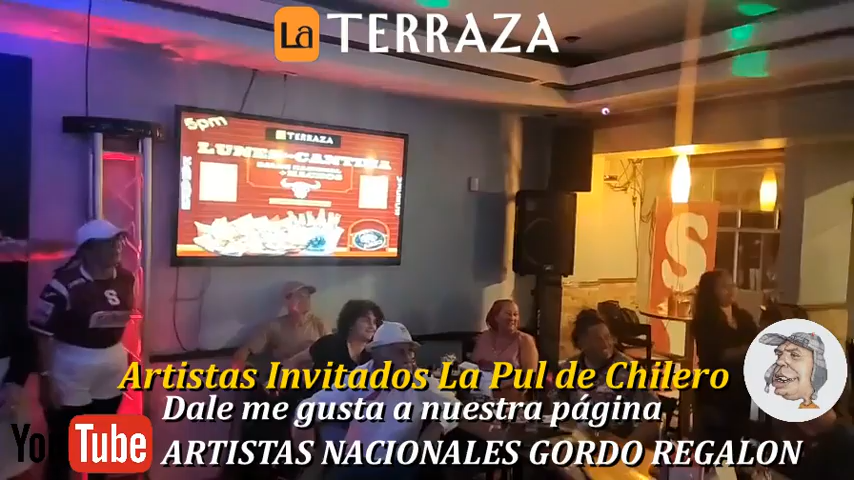 La TERRAZA
5pm
TERRAZA
LUNES DE CANTINA
S
S
Artistas Invitados La Pul de Chilero
Dale me gusta a nuestra página
YouTube ARTISTAS NACIONALES GORDO REGALON